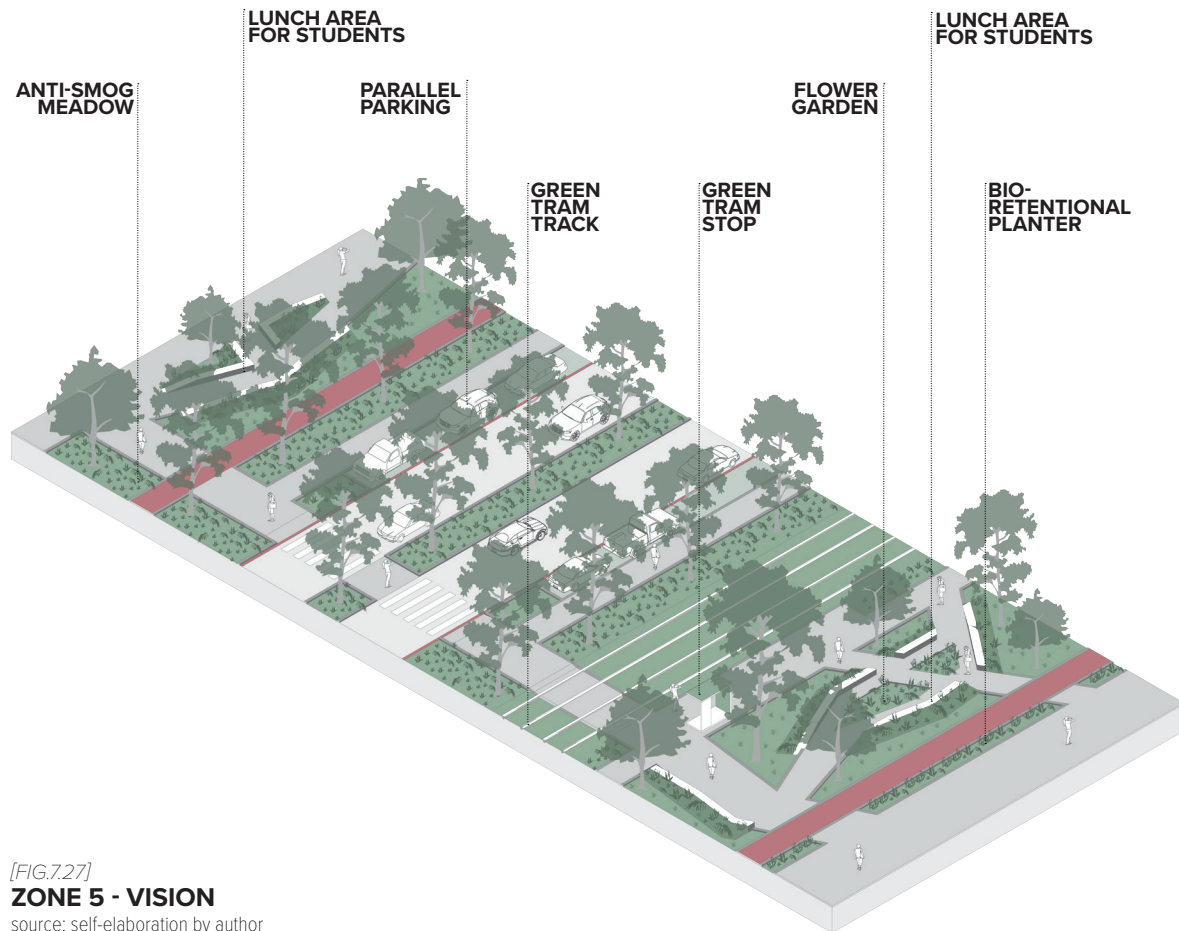 LUNCH AREA
FOR STUDENTS
LUNCH AREA
FOR STUDENTS
ANTI-SMOG
MEADOW
PARALLEL
PARKING
FLOWER
GARDEN
GREEN
TRAM
TRACK
GREEN
TRAM
STOP
BIO-
RETENTIONAL
PLANTER
[FIG.7.27]
ZONE 5 - VISION
source: self-elaboration by author